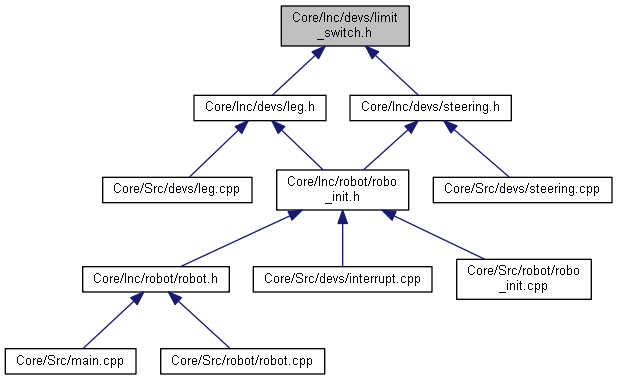 Core/Inc/devs/limit
_switch.h
Core/Inc/devs/leg.h
Core/Inc/devs/steering.h
Core/Src/devs/leg.cpp
Core/Inc/robot/robo
_init.h
Core/Src/devs/steering.cpp
Core/Inc/robot/robot.h
Core/Src/devs/interrupt.cpp
Core/Src/robot/robo
_init.cpp
Core/Src/main.cpp
Core/Src/robot/robot.cpp